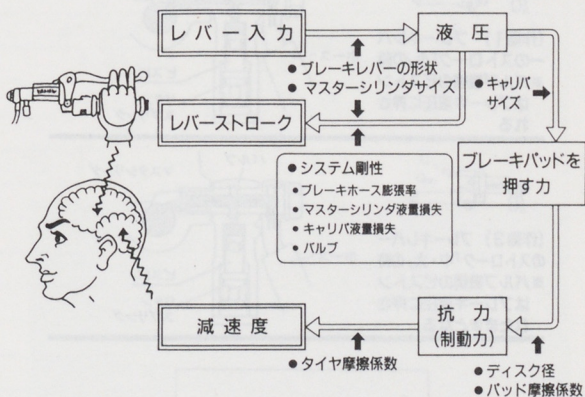 レバー入力
液圧
● ブレーキレバーの形状
● マスターシリンダサイズ
● キャリパ
サイズ
レバーストローク
ブレーキパッドを
押す力
● システム剛性
● ブレーキホース膨張率
● マスターシリンダ液量損失
● キャリパ液量損失
● バルブ
減速度
抗力
(制動力)
● タイヤ摩擦係数
● ディスク径
● パッド摩擦係数